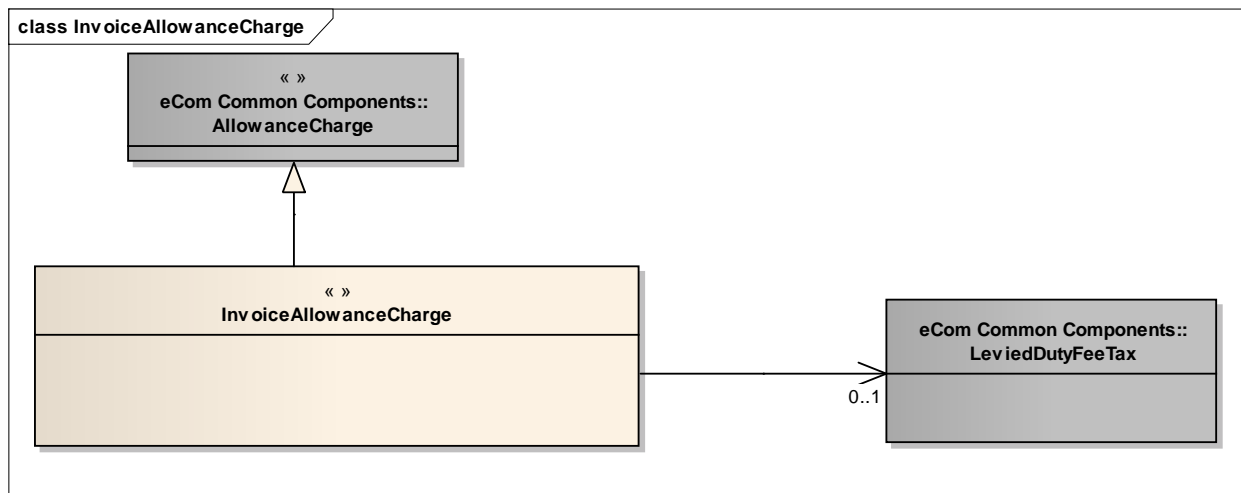 class InvoiceAllowanceCharge
« »
eCom Common Components::
AllowanceCharge
« »
InvoiceAllowanceCharge
eCom Common Components::
LeviedDutyFeeTax
0..1